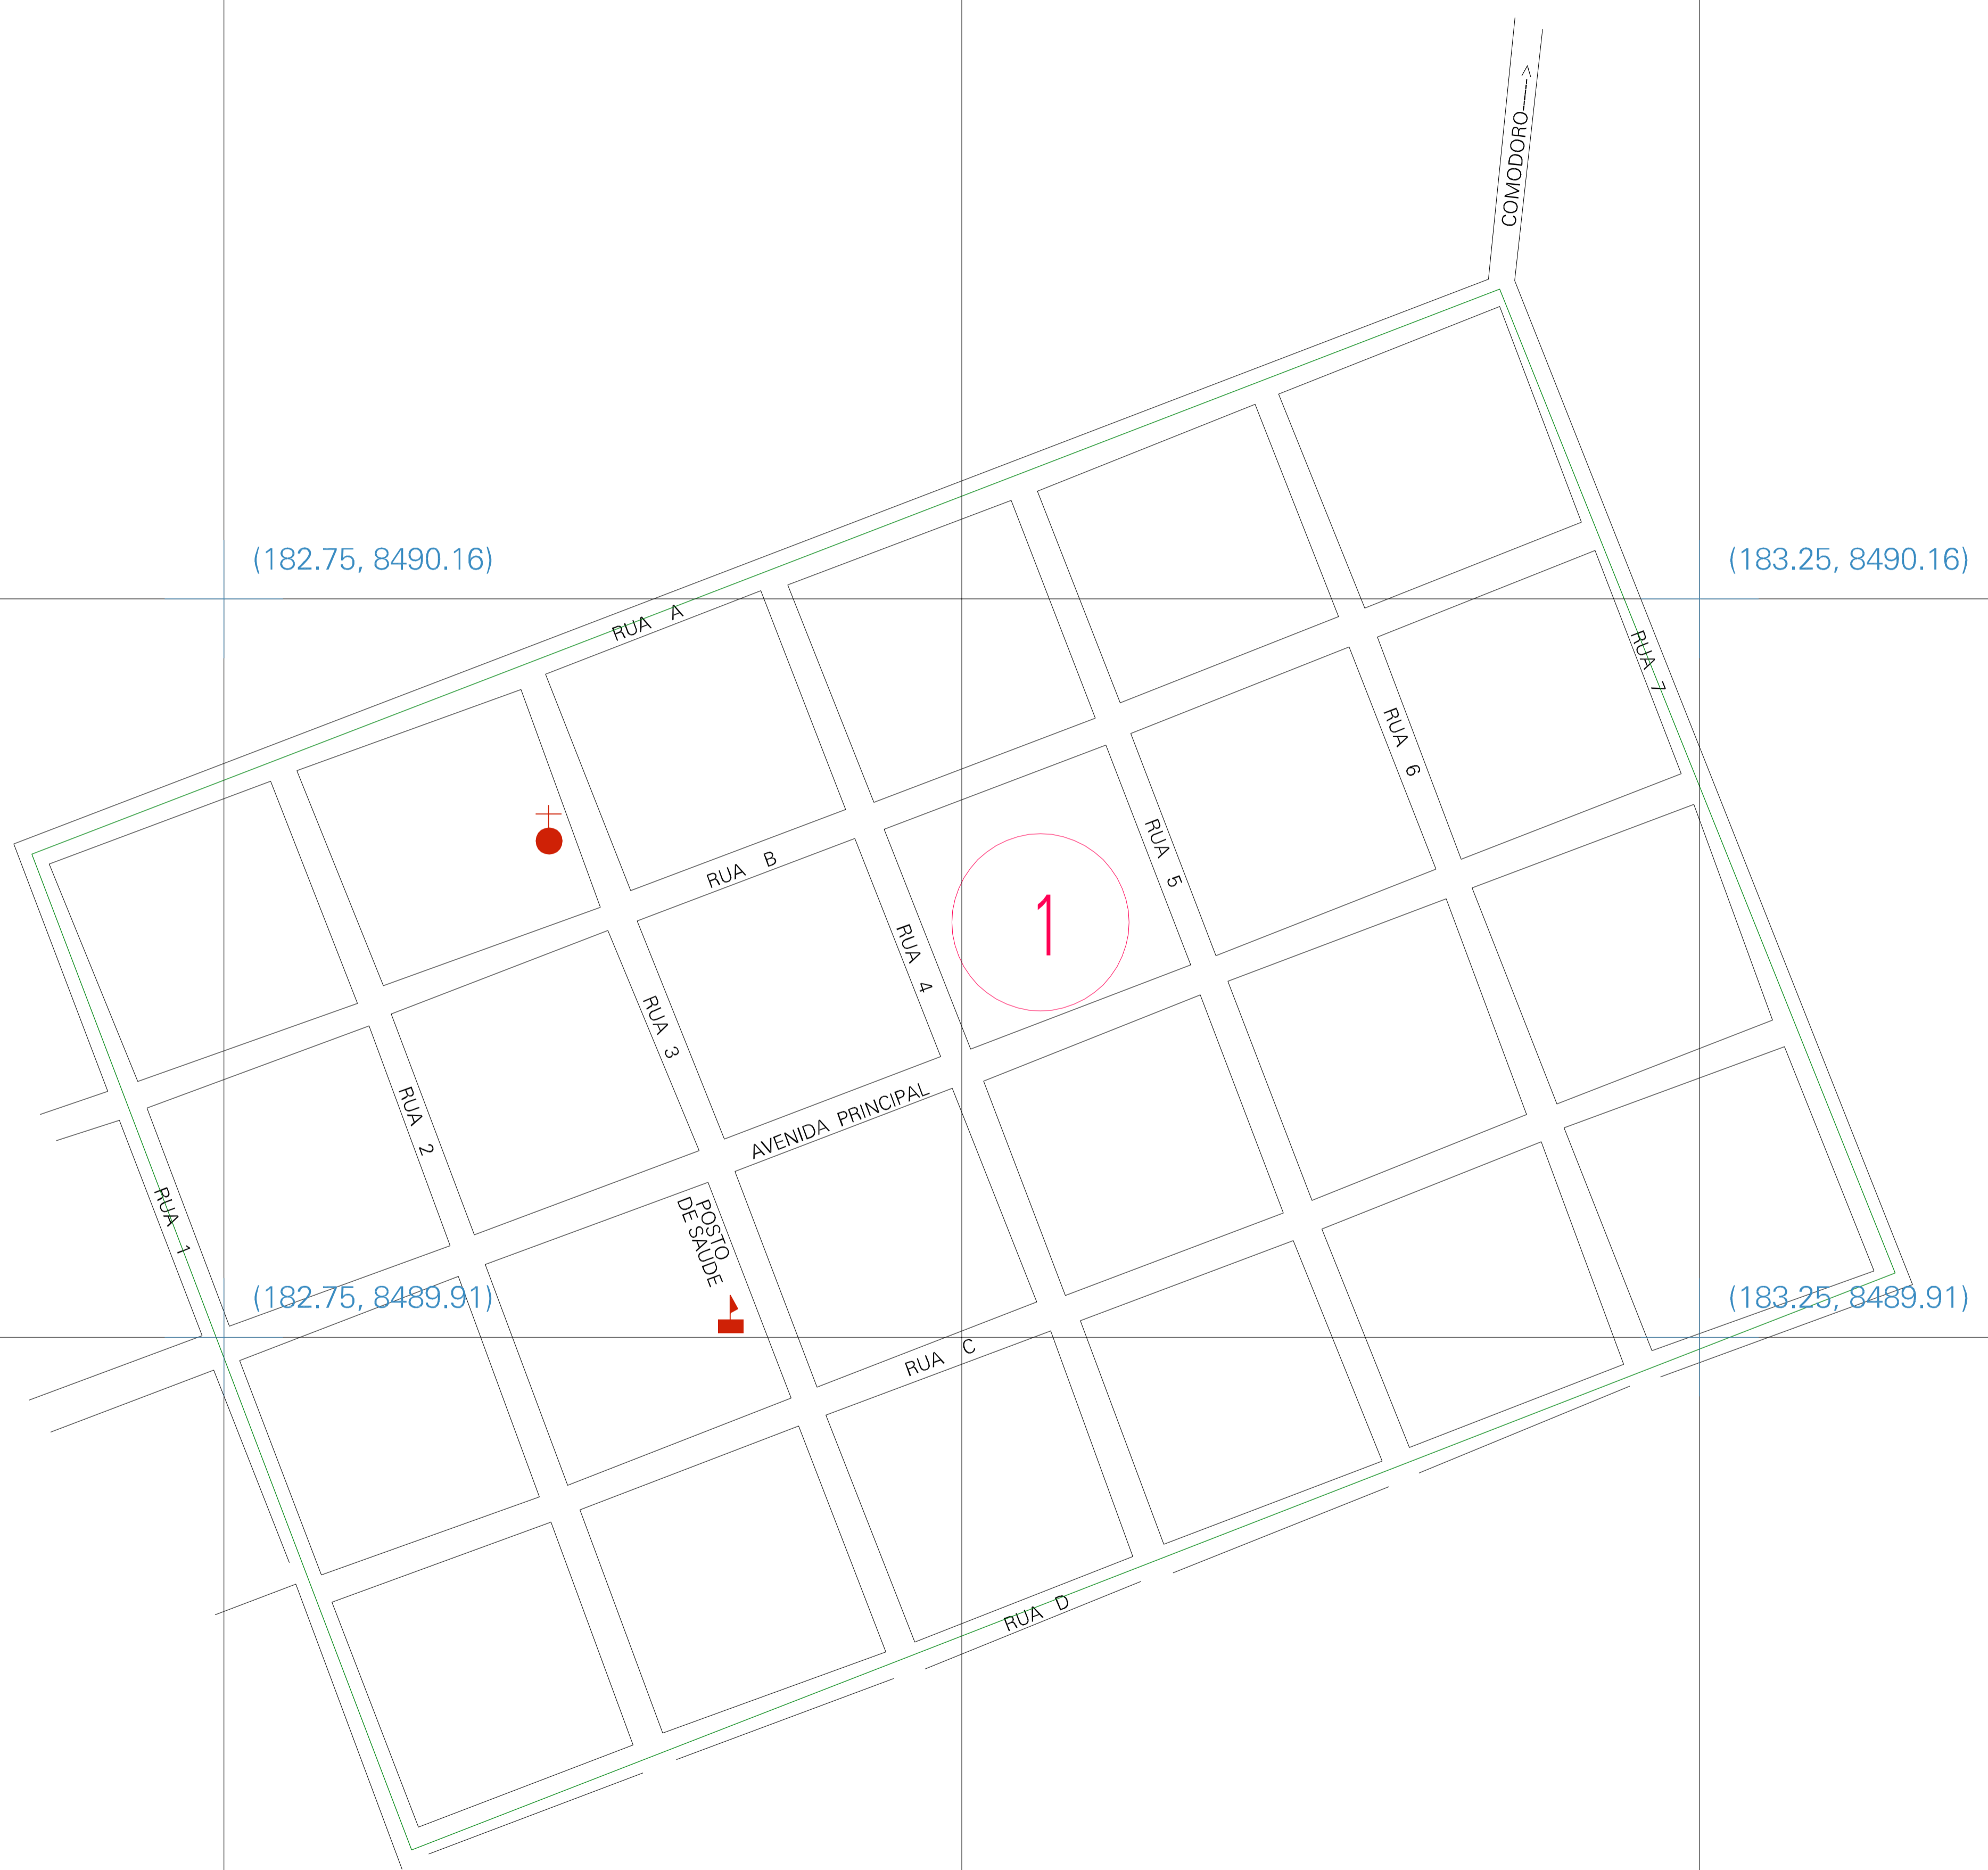 COMODORO---->
(182.75, 8490.16)
(183.25, 8490.16)
RUA A
RUA 7
RUA 6
RUA B
RUA 5
1
RUA 4
RUA 3
RUA 2
AVENIDA PRINCIPAL
RUA 1
POSTO
DE SAUDE
(182.75, 8489.91)
(183.25, 8489.91)
RUA C
RUA D